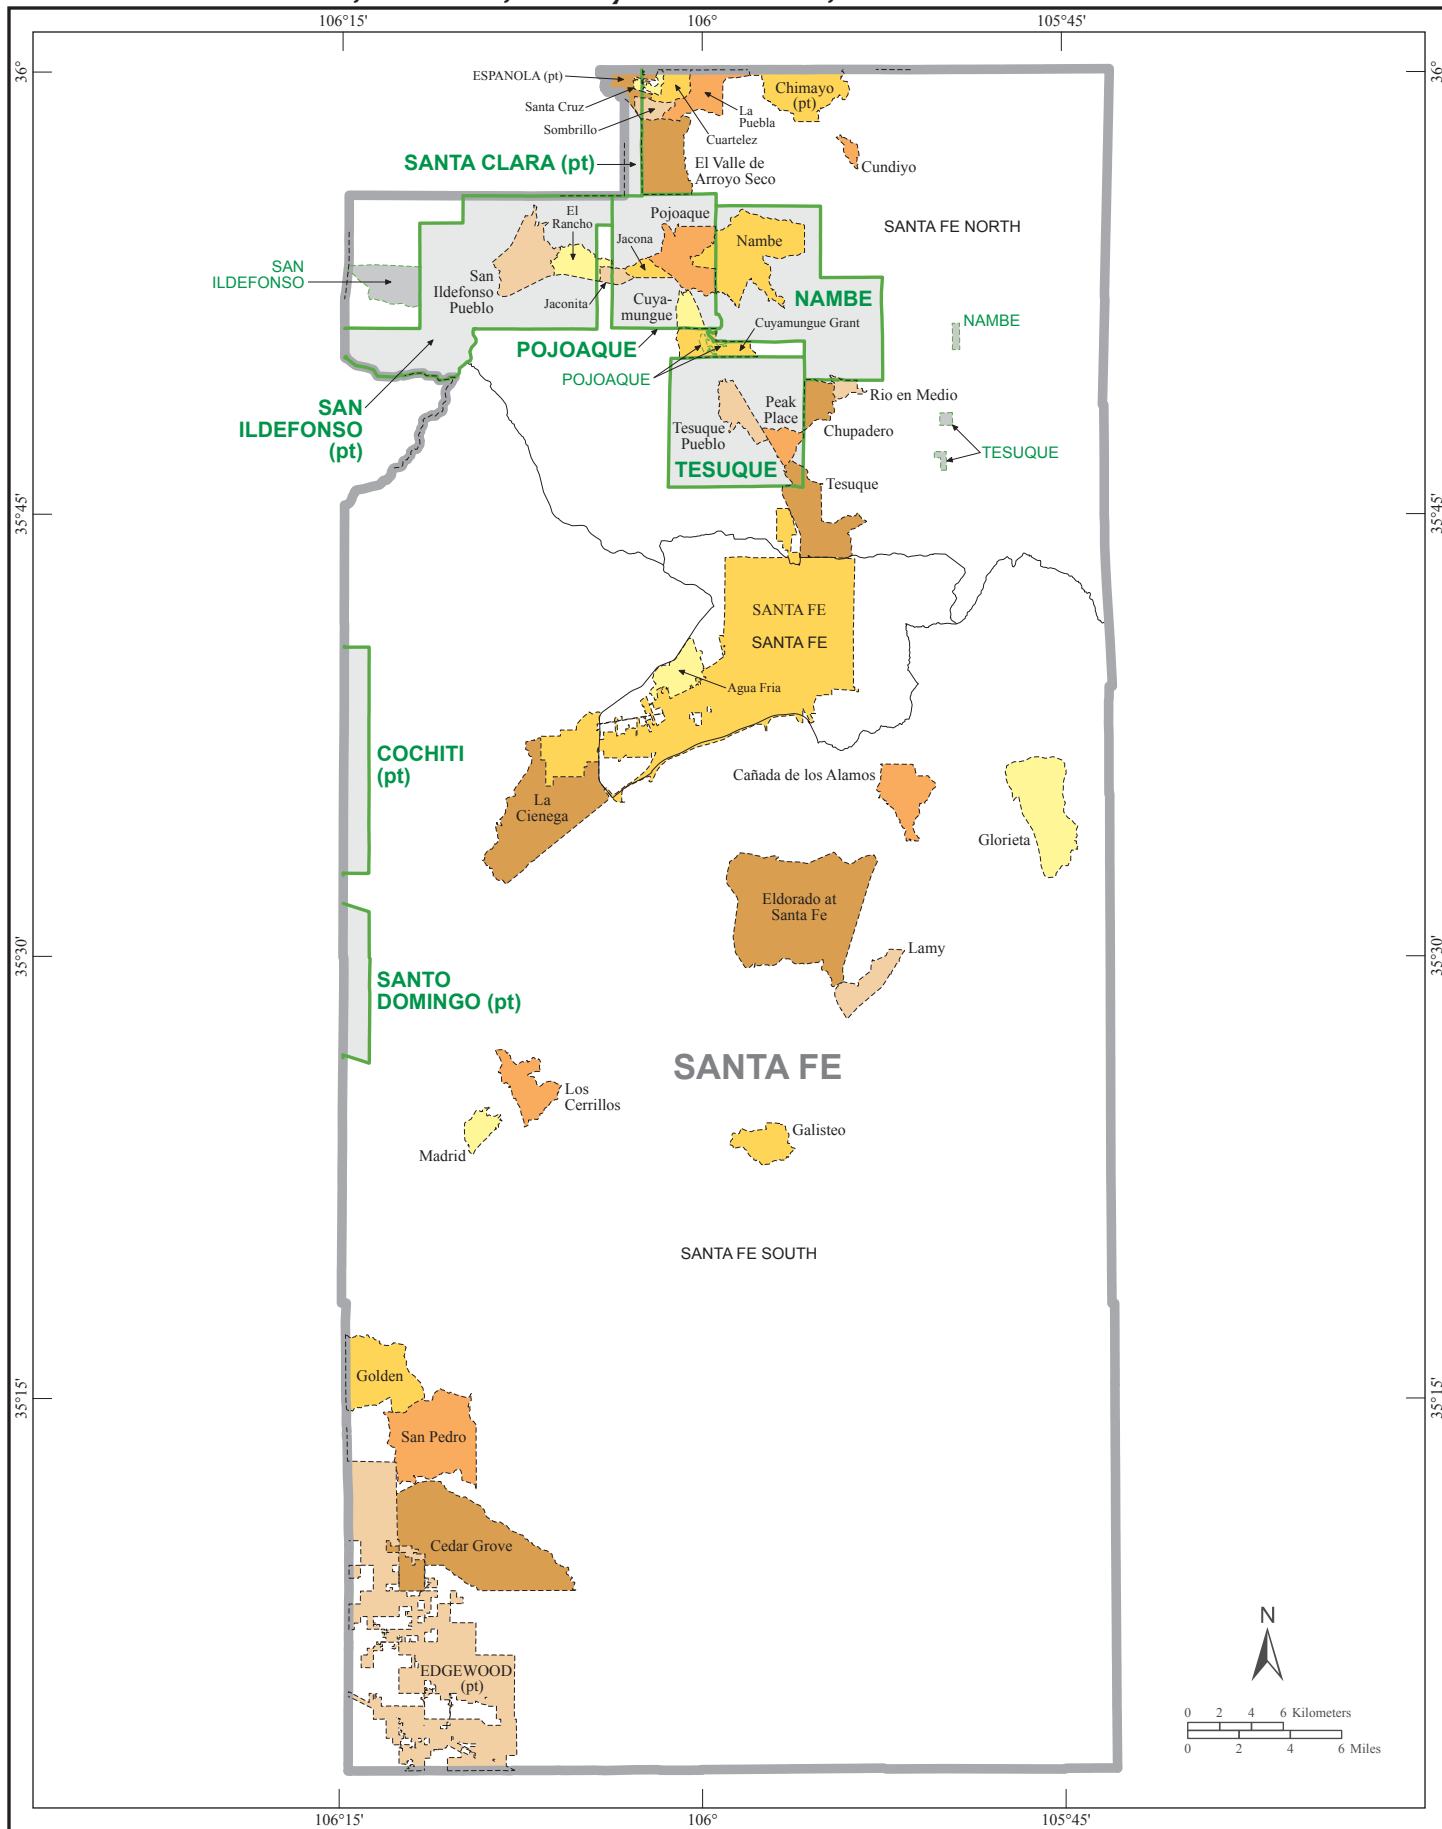 106°15'
106°
105°45'
36°
36°
ESPANOLA (pt)
Santa Cruz
Sombrillo
Cuartelez
La
Puebla
Chimayo
(pt)
Cundiyo
SANTA CLARA (pt)
El Valle de
Arroyo Seco
SANTA FE NORTH
El
Rancho
Pojoaque
Jacona
Nambe
SAN
ILDEFONSO
San
Ildefonso
Pueblo
Jaconita
Cuya-
mungue
NAMBE
Cuyamungue Grant
NAMBE
POJOAQUE
POJOAQUE
SAN
ILDEFONSO
(pt)
Peak
Place
Rio en Medio
Tesuque
Pueblo
Chupadero
TESUQUE
TESUQUE
Tesuque
35°45'
35°45'
SANTA FE
SANTA FE
Agua Fria
COCHITI
(pt)
La
Cienega
Cañada de los Alamos
Glorieta
Eldorado at
Santa Fe
Lamy
35°30'
35°30'
SANTO
DOMINGO (pt)
SANTA FE
Los
Cerrillos
Madrid
Galisteo
SANTA FE SOUTH
Golden
35°15'
35°15'
San Pedro
Cedar Grove
EDGEWOOD
(pt)
N
0 2 4 6 Kilometers
0 2 4 6 Miles
106°15'
106°
105°45'